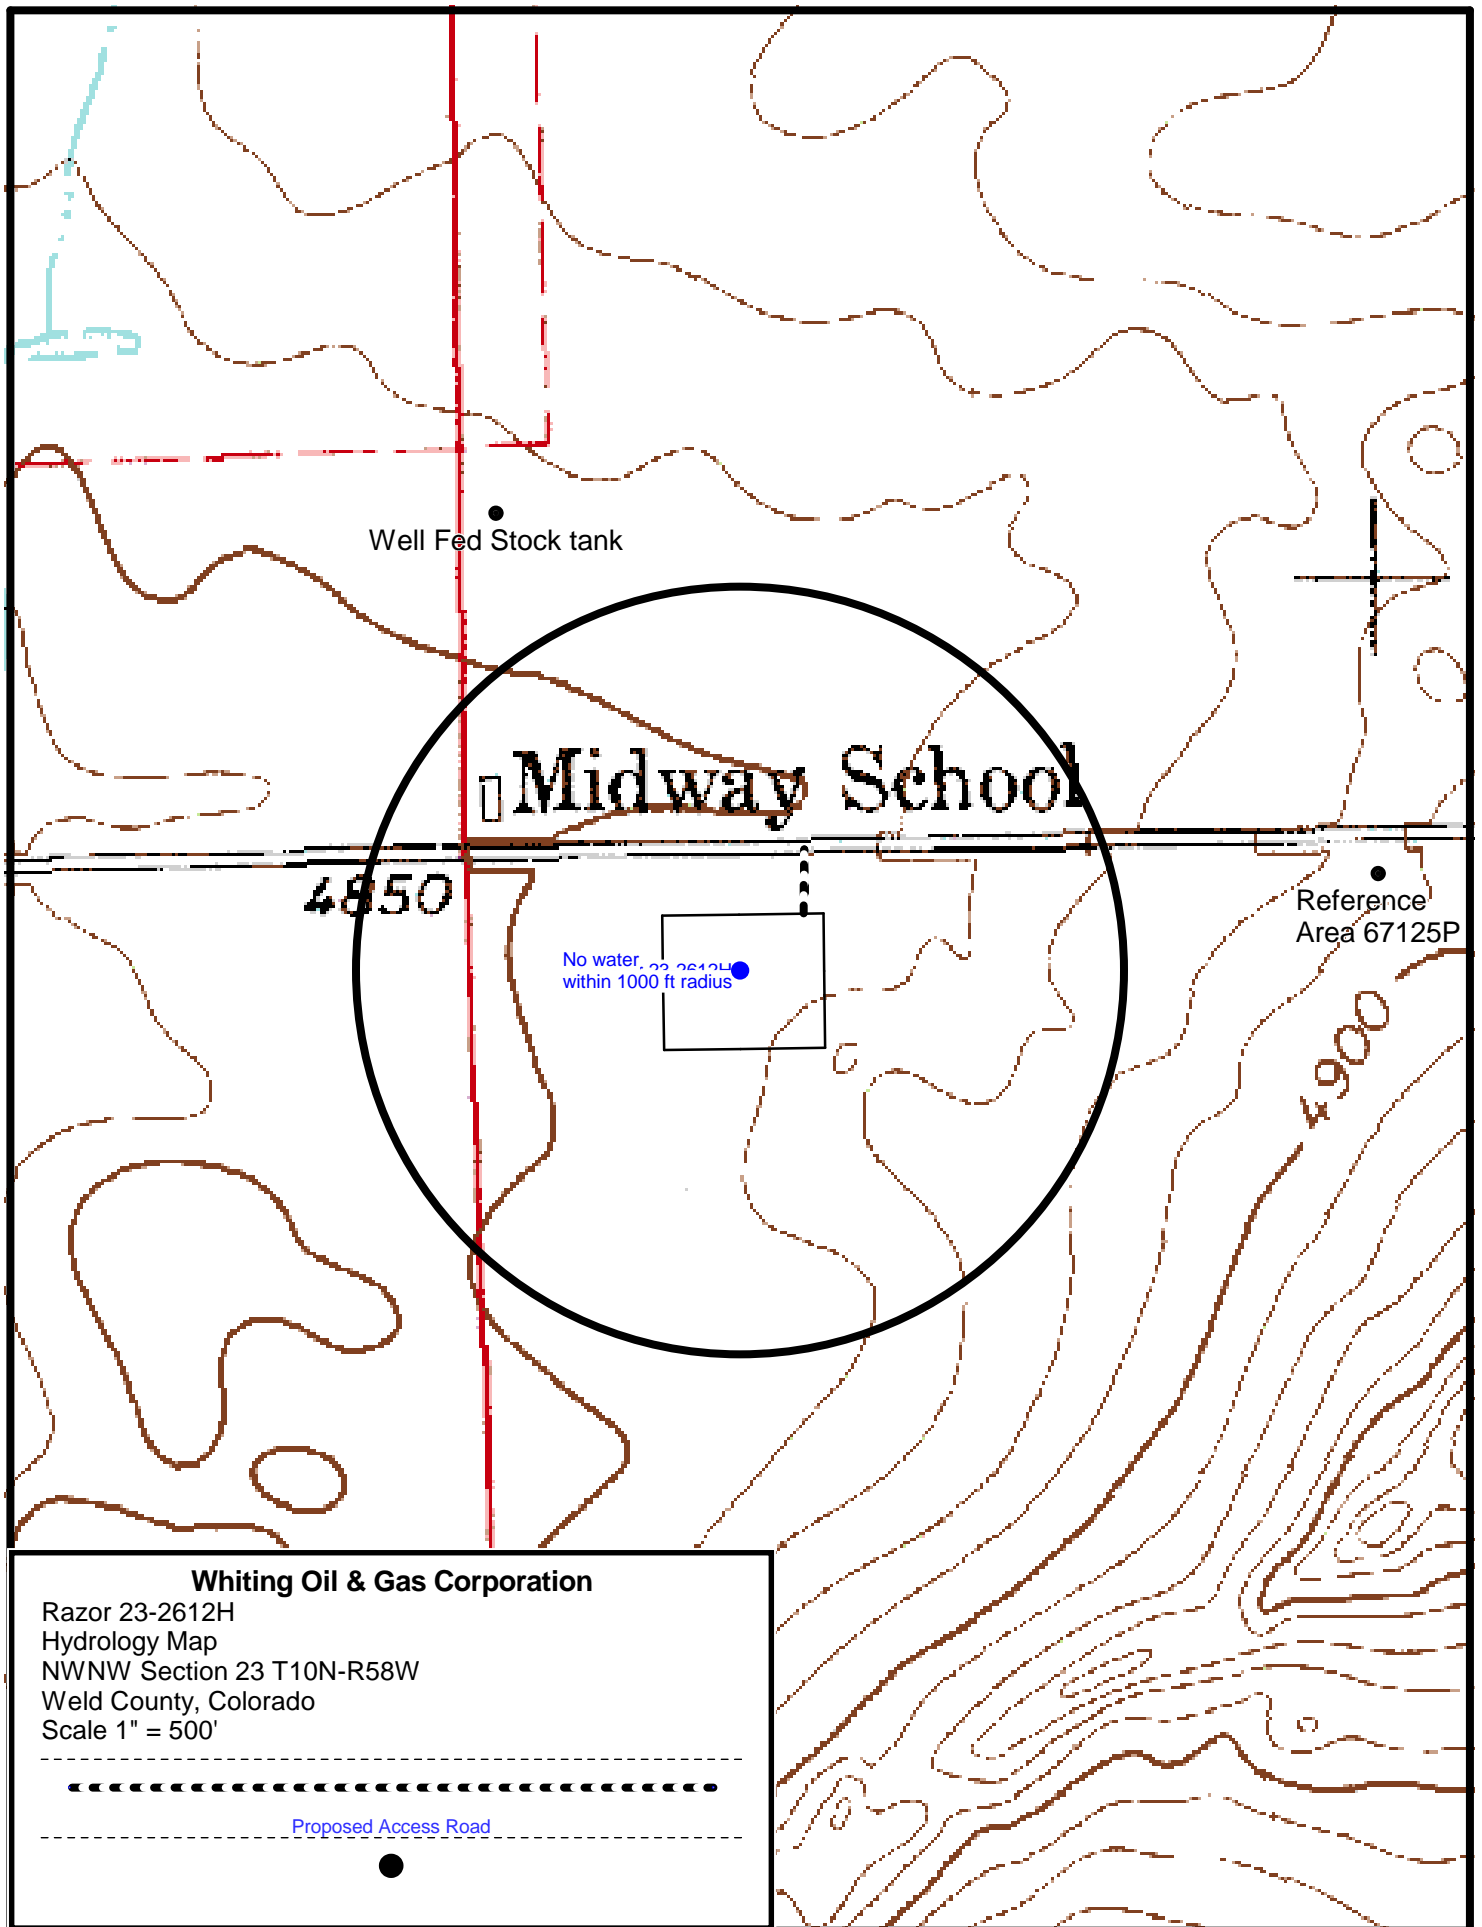 Well Fed Stock tank
Midway School
4850
Reference
Area 67125P
No water
23-2612H
within 1000 ft radius
4900
Whiting Oil & Gas Corporation
Razor 23-2612H
Hydrology Map
NWNW Section 23 T10N-R58W
Weld County, Colorado
Scale 1" = 500'
Proposed Access Road